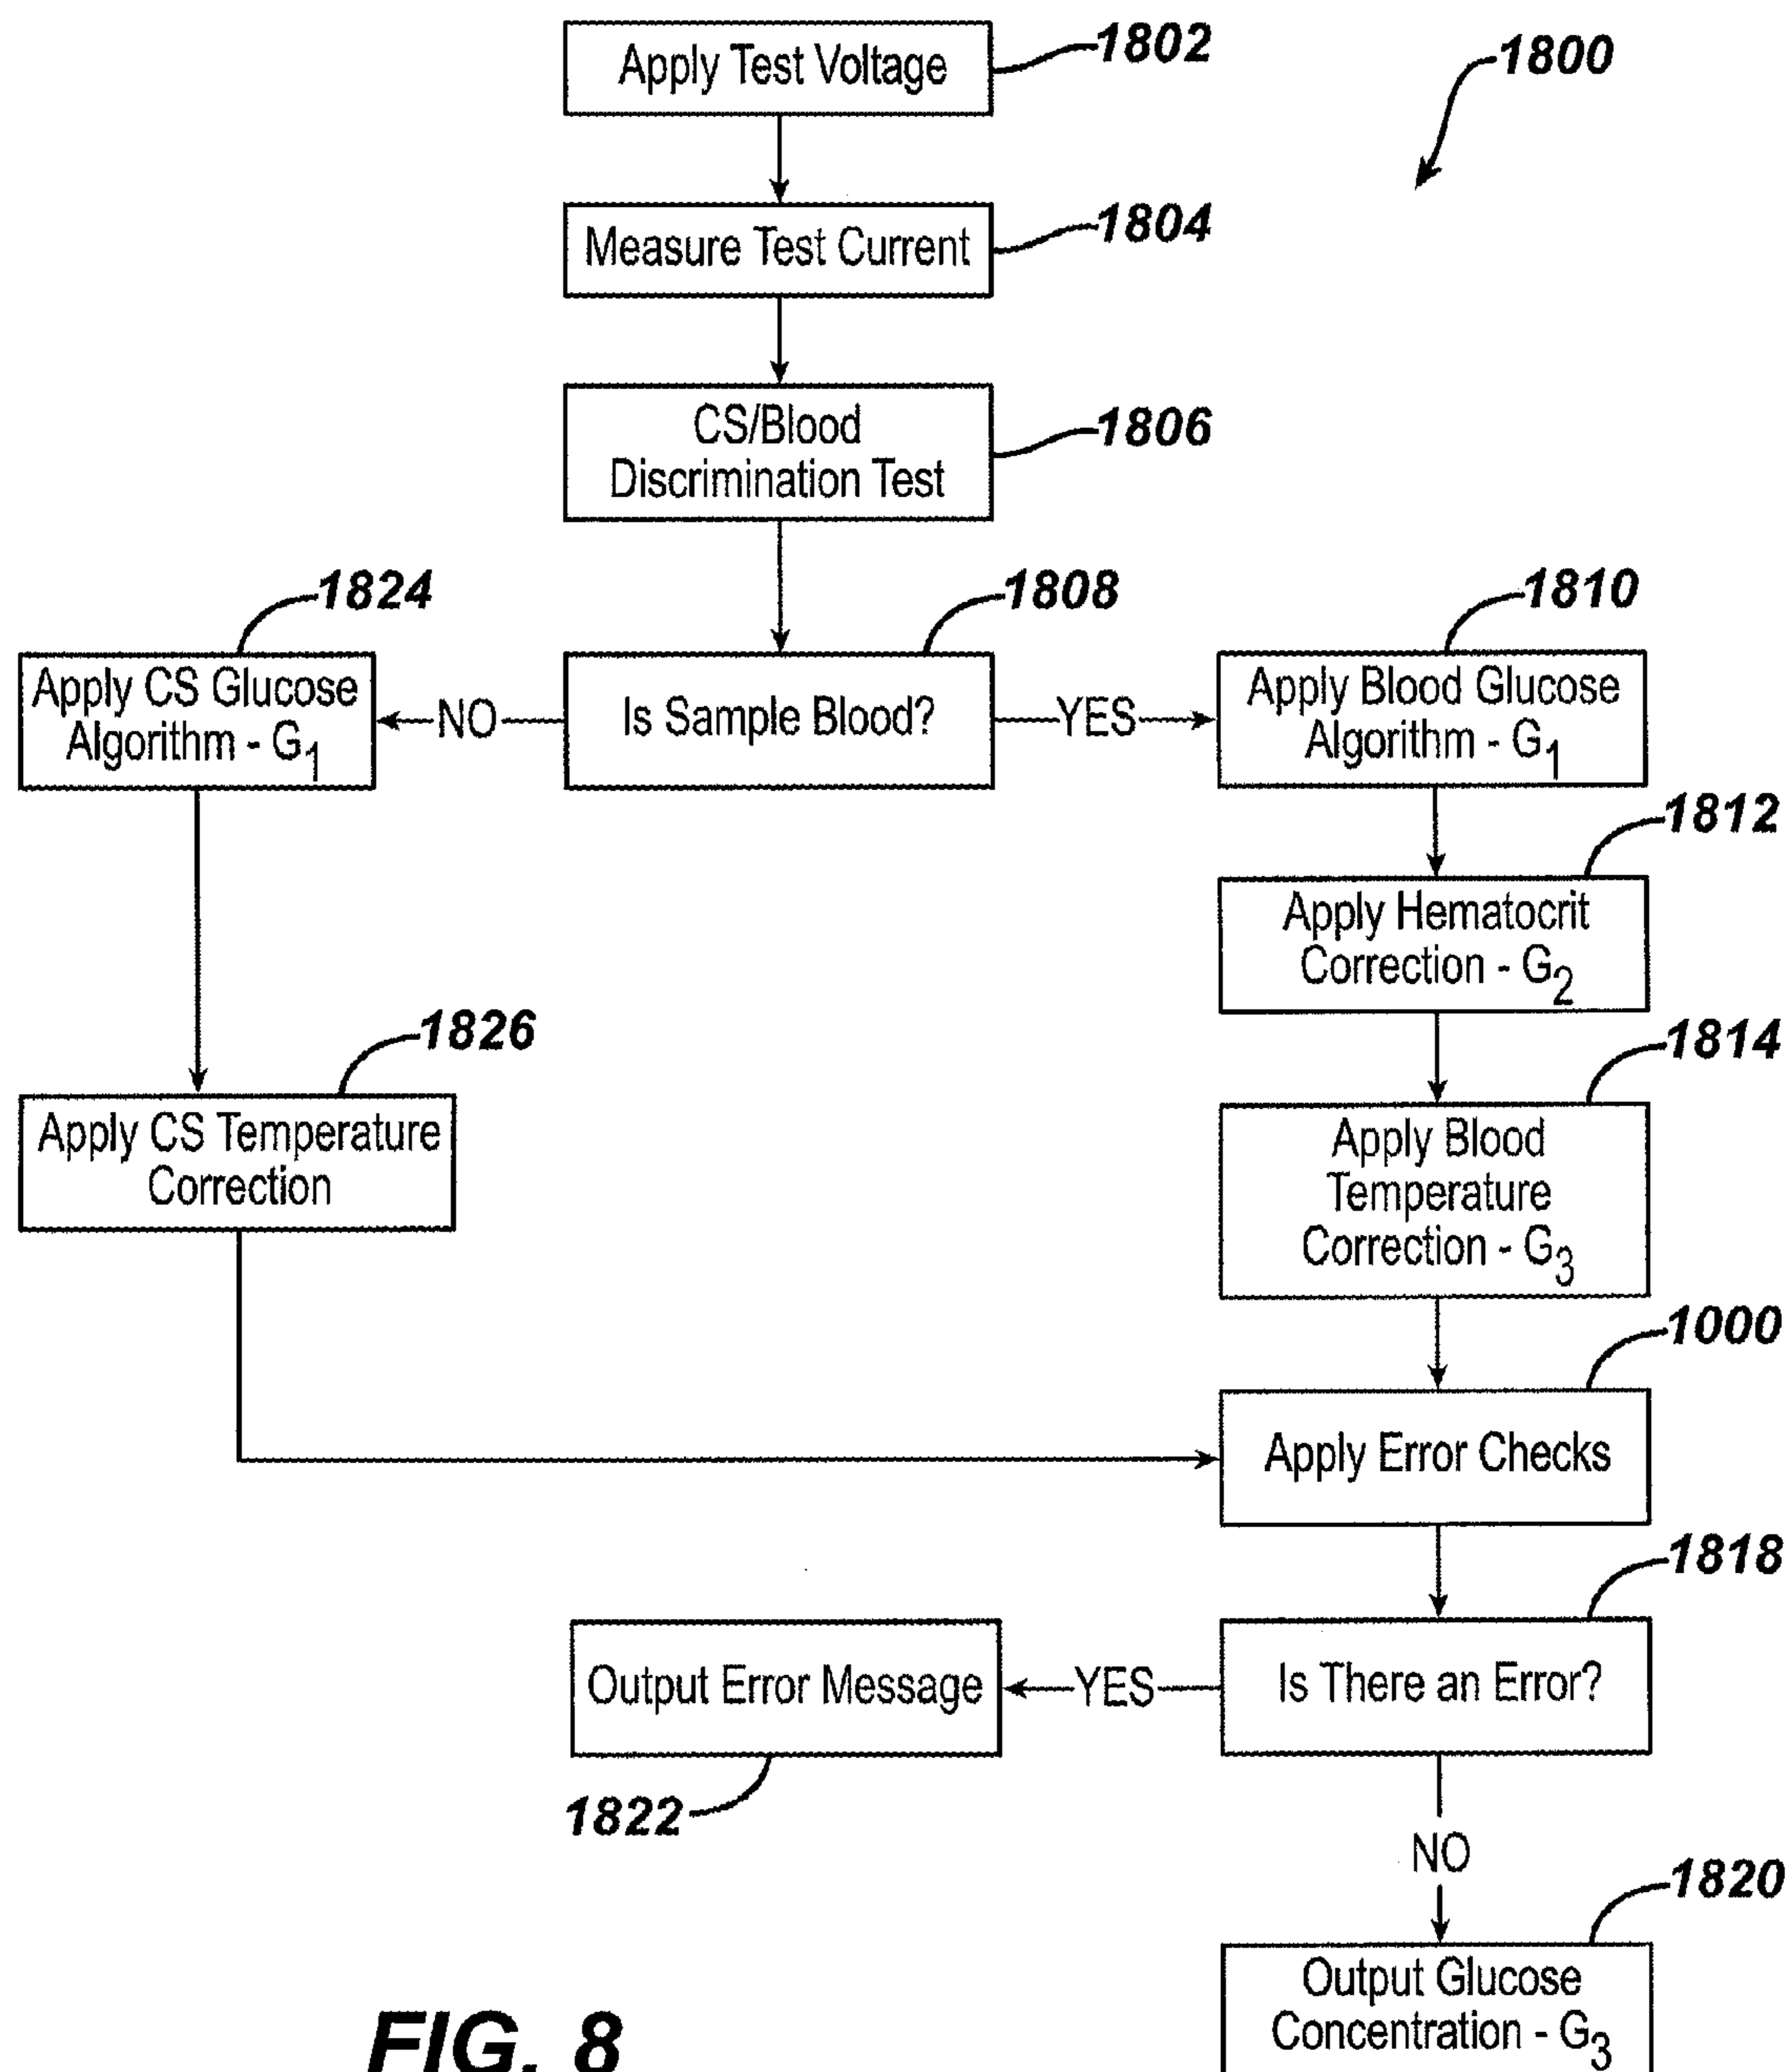 Apply Test Voltage
1802
1800
Measure Test Current
1804
CS/Blood
Discrimination Test
1806
1824
1808
1810
Apply CS Glucose
Algorithm - G1
NO
Is Sample Blood?
YES
Apply Blood Glucose
Algorithm - G1
1812
Apply Hematocrit
Correction - G2
1826
1814
Apply CS Temperature
Correction
Apply Blood
Temperature
Correction - G3
1000
Apply Error Checks
1818
Output Error Message
YES
Is There an Error?
1822
NO
1820
Output Glucose
Concentration - G3
FIG. 8